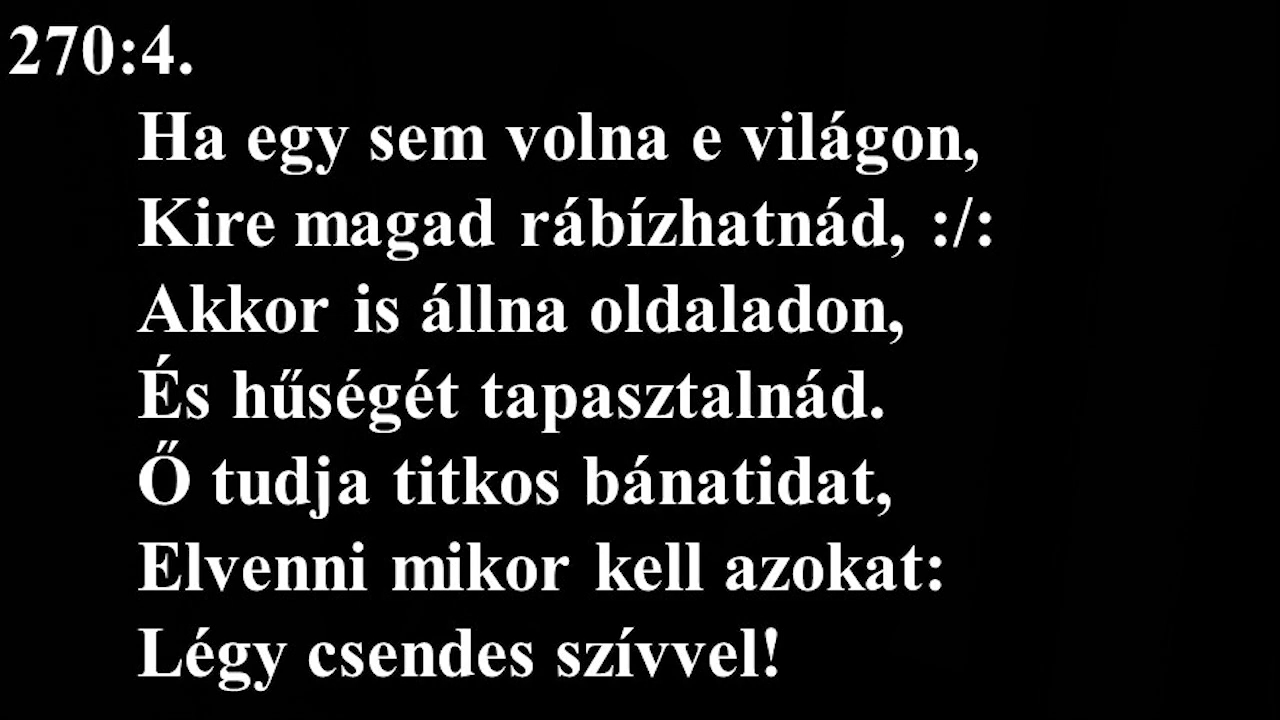 270:4.
Ha egy sem volna e világon,
Kire magad rábízhatnád, :/:
Akkor is állna oldaladon,
És hűségét tapasztalnád.
Ő tudja titkos bánatidat,
Elvenni mikor kell azokat:
Légy csendes szívvel!